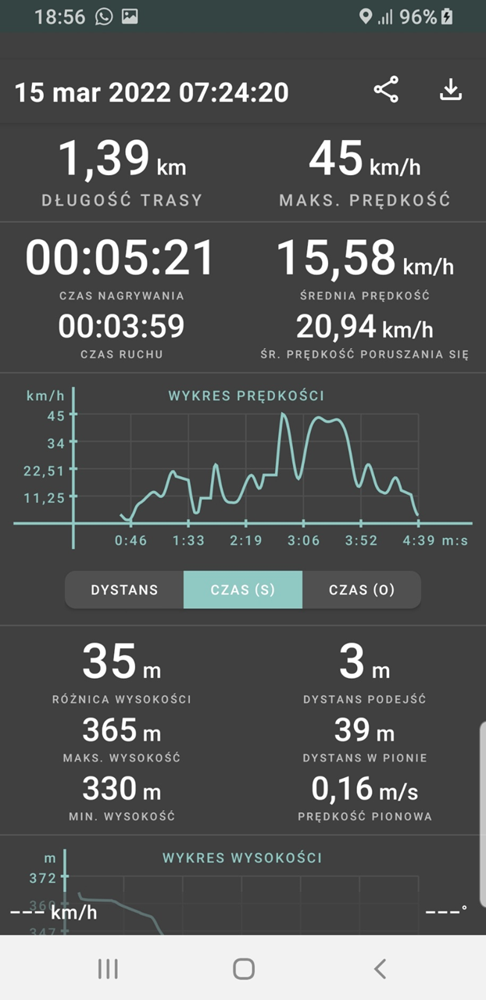 18:56 96%
15 mar 2022 07:24:20
1,39 km 45 km/h
DŁUGOŚĆ TRASY MAKS. PRĘDKOŚĆ
00:05:21 15,58 km/h
CZAS NAGRYWANIA ŚREDNIA PRĘDKOŚĆ
00:03:59 20,94 km/h
CZAS RUCHU ŚR. PRĘDKOŚĆ PORUSZANIA SIĘ
km/h WYKRES PRĘDKOŚCI
45
34
22,51
11,25
0:46 1:33 2:19 3:06 3:52 4:39 m:s
DYSTANS CZAS (S) CZAS (O)
35 m 3 m
RÓŻNICA WYSOKOŚCI DYSTANS PODEJŚĆ
365 m 39 m
MAKS. WYSOKOŚĆ DYSTANS W PIONIE
330 m 0,16 m/s
MIN. WYSOKOŚĆ PRĘDKOŚĆ PIONOWA
m WYKRES WYSOKOŚCI
372
360
--- km/h ---°
347